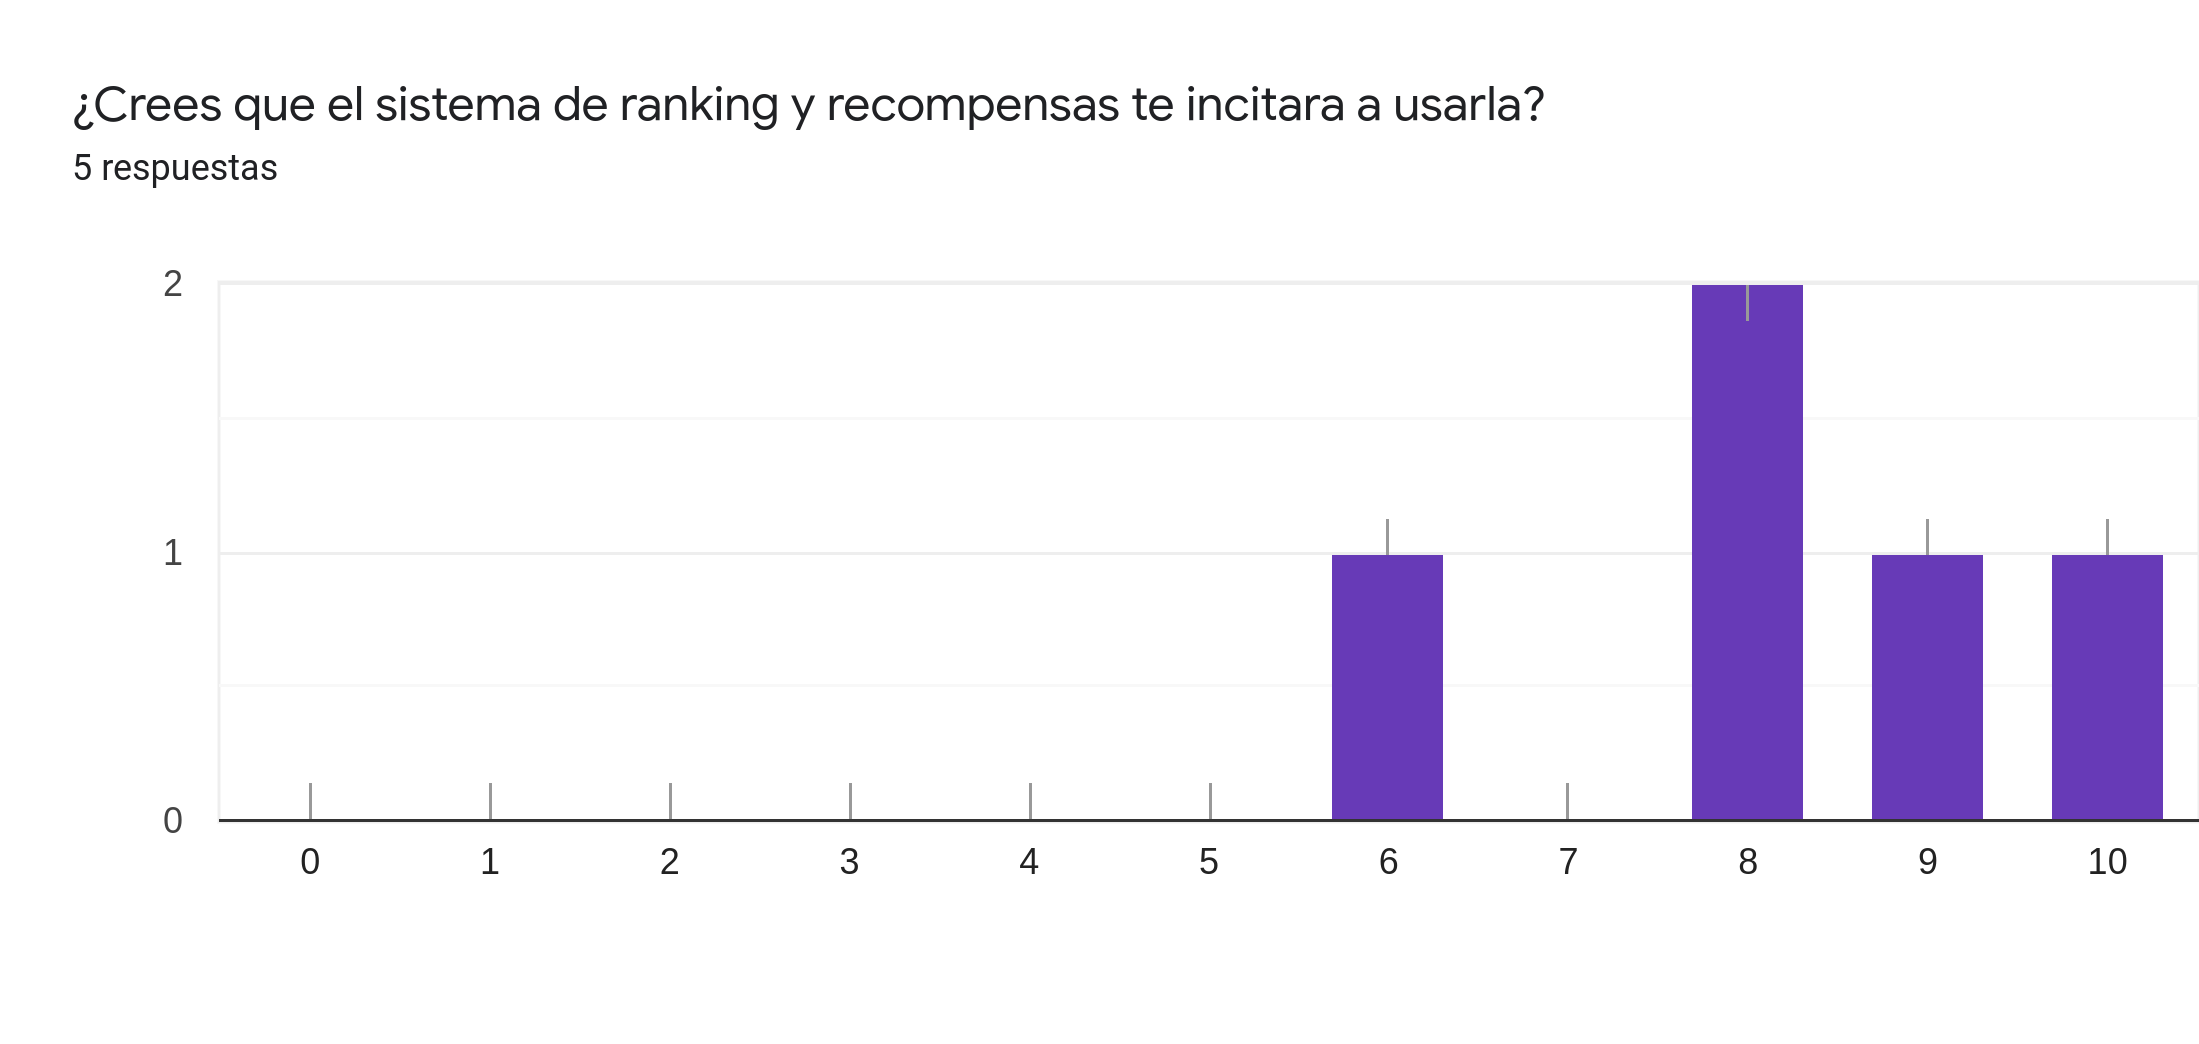 ¿Crees que el sistema de ranking y recompensas te incitara a usarla?
5 respuestas
2
1
0
0 1 2 3 4 5 6 7 8 9 10